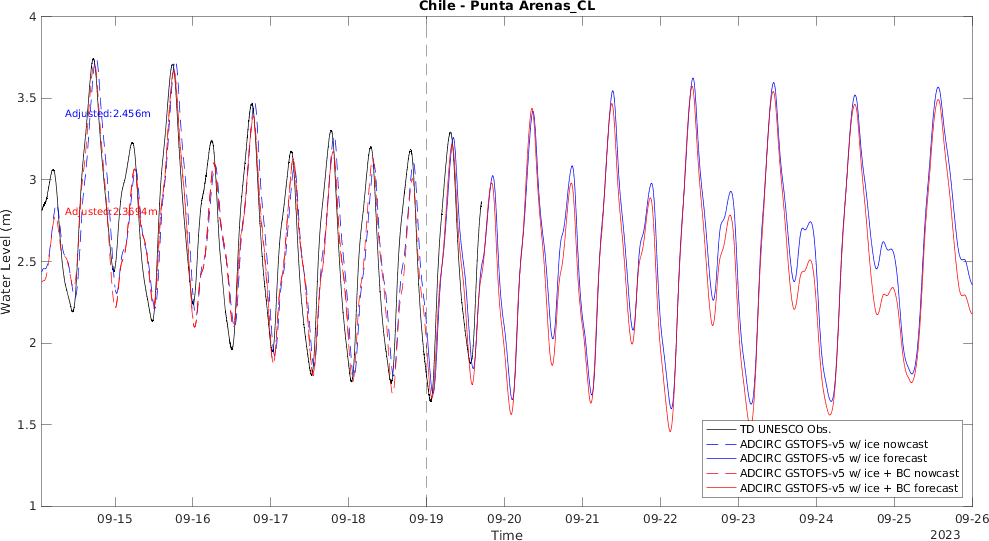 Chile - Punta Arenas_CL
4
3.5
3
2.5
2
1.5
1
Water Level (m)
Adjusted:2.456m
Adjusted:2.3594m
TD UNESCO Obs.
ADCIRC GSTOFS-v5 w/ ice nowcast
ADCIRC GSTOFS-v5 w/ ice forecast
ADCIRC GSTOFS-v5 w/ ice + BC nowcast
ADCIRC GSTOFS-v5 w/ ice + BC forecast
09-15 09-16 09-17 09-18 09-19 09-20 09-21 09-22 09-23 09-24 09-25 09-26
Time
2023